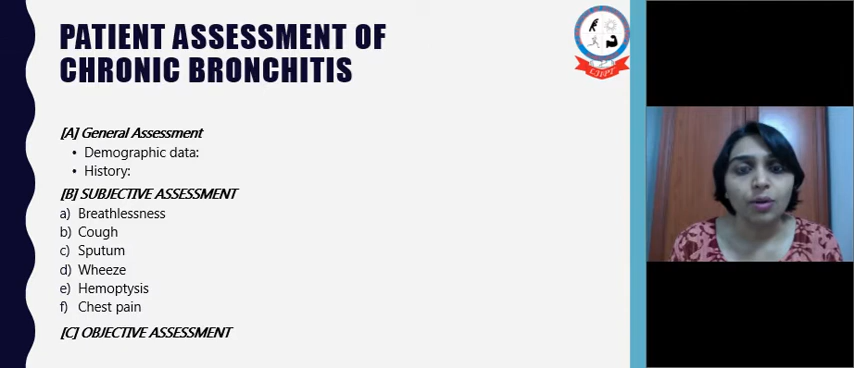 PATIENT ASSESSMENT OF
CHRONIC BRONCHITIS
[A] General Assessment
• Demographic data:
• History:
[B] SUBJECTIVE ASSESSMENT
a) Breathlessness
b) Cough
c) Sputum
d) Wheeze
e) Hemoptysis
f) Chest pain
[C] OBJECTIVE ASSESSMENT